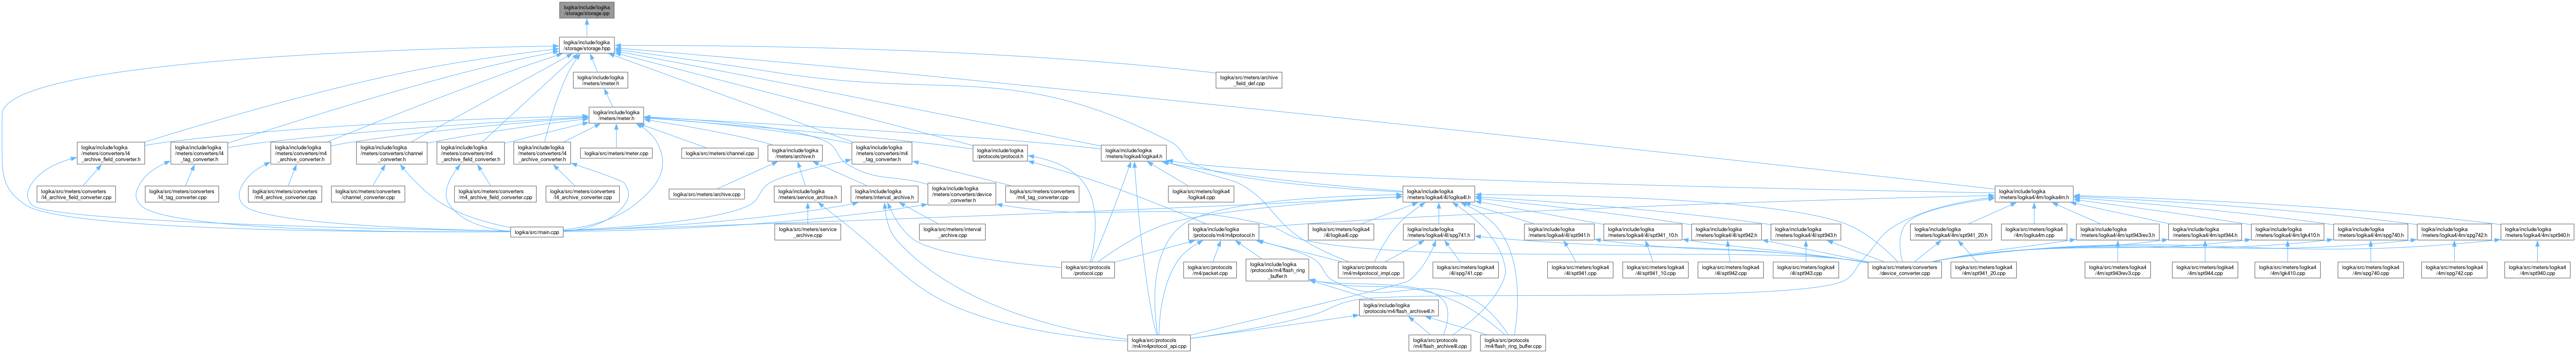 logika/include/logika
/storage/storage.ipp
logika/include/logika
/storage/storage.hpp
logika/include/logika
/meters/imeter.h
logika/src/meters/archive
_field_def.cpp
logika/include/logika
/meters/meter.h
logika/include/logika
/meters/converters/l4
_archive_field_converter.h
logika/include/logika
/meters/converters/l4
_tag_converter.h
logika/include/logika
/meters/converters/m4
_archive_converter.h
logika/include/logika
/meters/converters/channel
_converter.h
logika/include/logika
/meters/converters/m4
_archive_field_converter.h
logika/include/logika
/meters/converters/l4
_archive_converter.h
logika/src/meters/meter.cpp
logika/src/meters/channel.cpp
logika/include/logika
/meters/archive.h
logika/include/logika
/meters/converters/m4
_tag_converter.h
logika/include/logika
/protocols/protocol.h
logika/include/logika
/meters/logika4/logika4.h
logika/src/meters/converters
/l4_archive_field_converter.cpp
logika/src/meters/converters
/l4_tag_converter.cpp
logika/src/meters/converters
/m4_archive_converter.cpp
logika/src/meters/converters
/channel_converter.cpp
logika/src/meters/converters
/m4_archive_field_converter.cpp
logika/src/meters/converters
/l4_archive_converter.cpp
logika/src/meters/archive.cpp
logika/include/logika
/meters/service_archive.h
logika/include/logika
/meters/interval_archive.h
logika/include/logika
/meters/converters/device
_converter.h
logika/src/meters/converters
/m4_tag_converter.cpp
logika/src/meters/logika4
/logika4.cpp
logika/include/logika
/meters/logika4/4l/logika4l.h
logika/include/logika
/meters/logika4/4m/logika4m.h
logika/src/main.cpp
logika/src/meters/service
_archive.cpp
logika/src/meters/interval
_archive.cpp
logika/include/logika
/protocols/m4/m4protocol.h
logika/src/meters/logika4
/4l/logika4l.cpp
logika/include/logika
/meters/logika4/4l/spg741.h
logika/include/logika
/meters/logika4/4l/spt941.h
logika/include/logika
/meters/logika4/4l/spt941_10.h
logika/include/logika
/meters/logika4/4l/spt942.h
logika/include/logika
/meters/logika4/4l/spt943.h
logika/include/logika
/meters/logika4/4m/spt941_20.h
logika/src/meters/logika4
/4m/logika4m.cpp
logika/include/logika
/meters/logika4/4m/spt943rev3.h
logika/include/logika
/meters/logika4/4m/spt944.h
logika/include/logika
/meters/logika4/4m/lgk410.h
logika/include/logika
/meters/logika4/4m/spg740.h
logika/include/logika
/meters/logika4/4m/spg742.h
logika/include/logika
/meters/logika4/4m/spt940.h
logika/src/protocols
/protocol.cpp
logika/src/protocols
/m4/packet.cpp
logika/include/logika
/protocols/m4/flash_ring
_buffer.h
logika/src/protocols
/m4/m4protocol_impl.cpp
logika/src/meters/logika4
/4l/spg741.cpp
logika/src/meters/logika4
/4l/spt941.cpp
logika/src/meters/logika4
/4l/spt941_10.cpp
logika/src/meters/logika4
/4l/spt942.cpp
logika/src/meters/logika4
/4l/spt943.cpp
logika/src/meters/converters
/device_converter.cpp
logika/src/meters/logika4
/4m/spt941_20.cpp
logika/src/meters/logika4
/4m/spt943rev3.cpp
logika/src/meters/logika4
/4m/spt944.cpp
logika/src/meters/logika4
/4m/lgk410.cpp
logika/src/meters/logika4
/4m/spg740.cpp
logika/src/meters/logika4
/4m/spg742.cpp
logika/src/meters/logika4
/4m/spt940.cpp
logika/include/logika
/protocols/m4/flash_archive4l.h
logika/src/protocols
/m4/m4protocol_api.cpp
logika/src/protocols
/m4/flash_archive4l.cpp
logika/src/protocols
/m4/flash_ring_buffer.cpp